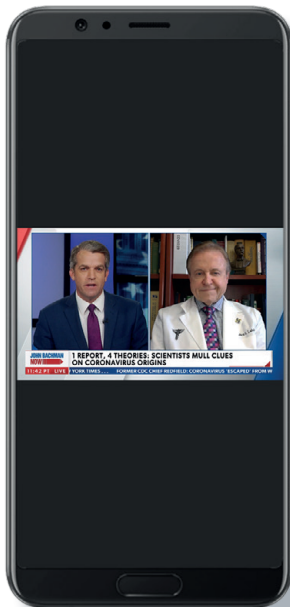 JOHN BACHMAN
NOW
1 REPORT, 4 THEORIES: SCIENTISTS MULL CLUES
ON CORONAVIRUS ORIGINS
11:42 PT LIVE YORK TIMES FORMER CDC CHIEF REDFIELD: CORONAVIRUS 'ESCAPED' FROM W